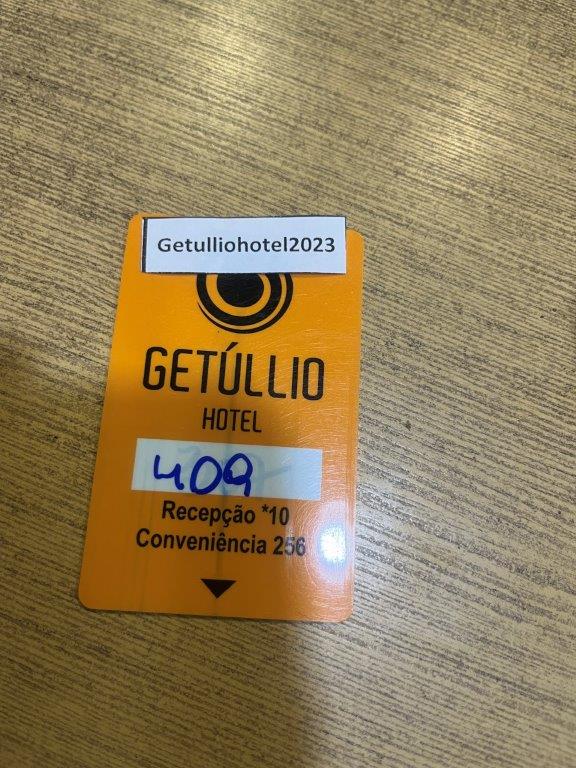 Getulliohotel2023
GETÚLLIO
HOTEL
409
Recepção *10
Conveniência 256